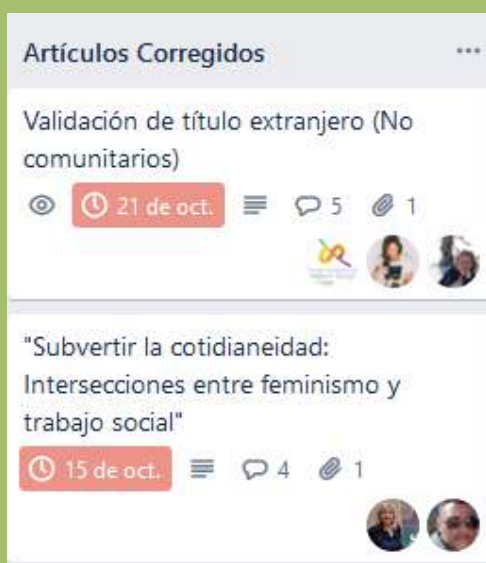 Artículos Corregidos
Validación de título extranjero (No
comunitarios)
21 de oct.
5
1
"Subvertir la cotidianeidad:
Intersecciones entre feminismo y
trabajo social"
15 de oct.
4
1